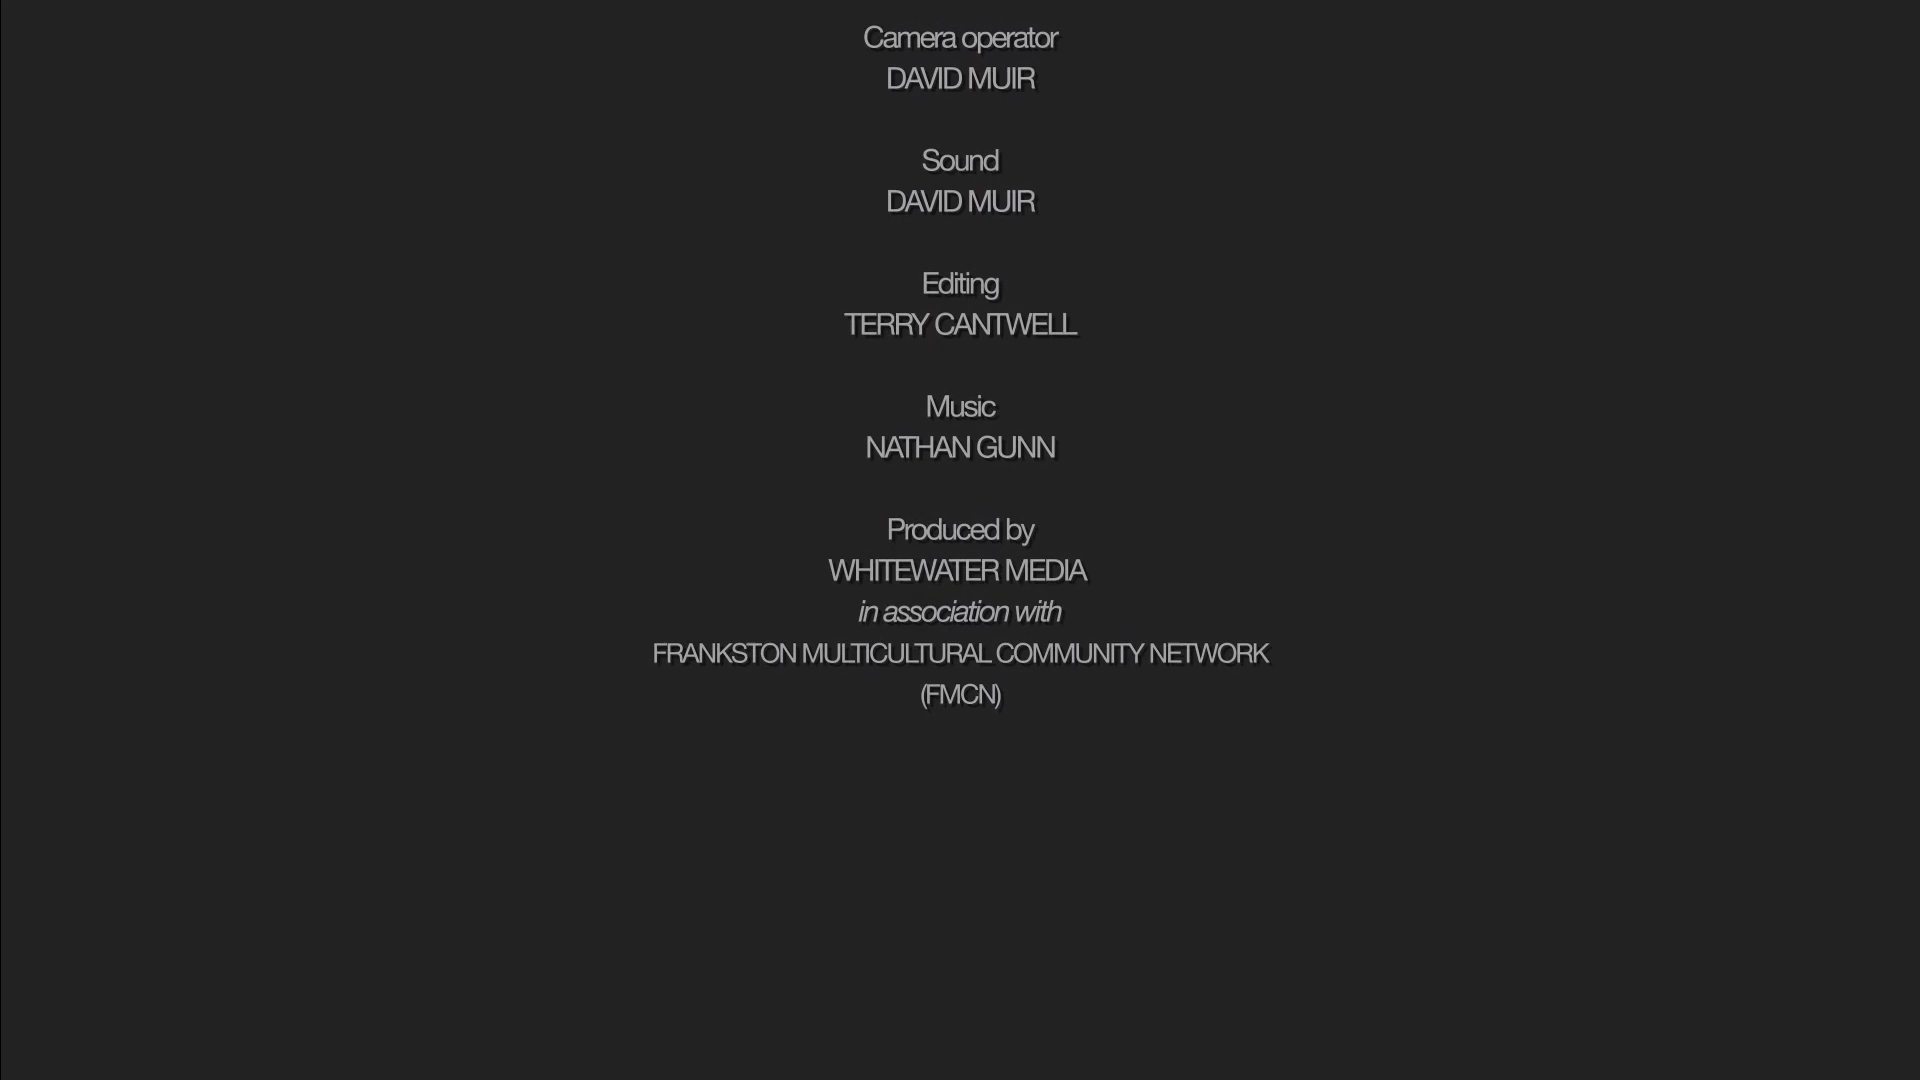 Camera operator
DAVID MUIR
Sound
DAVID MUIR
Editing
TERRY CANTWELL
Music
NATHAN GUNN
Produced by
WHITEWATER MEDIA
in association with
FRANKSTON MULTICULTURAL COMMUNITY NETWORK
(FMCN)